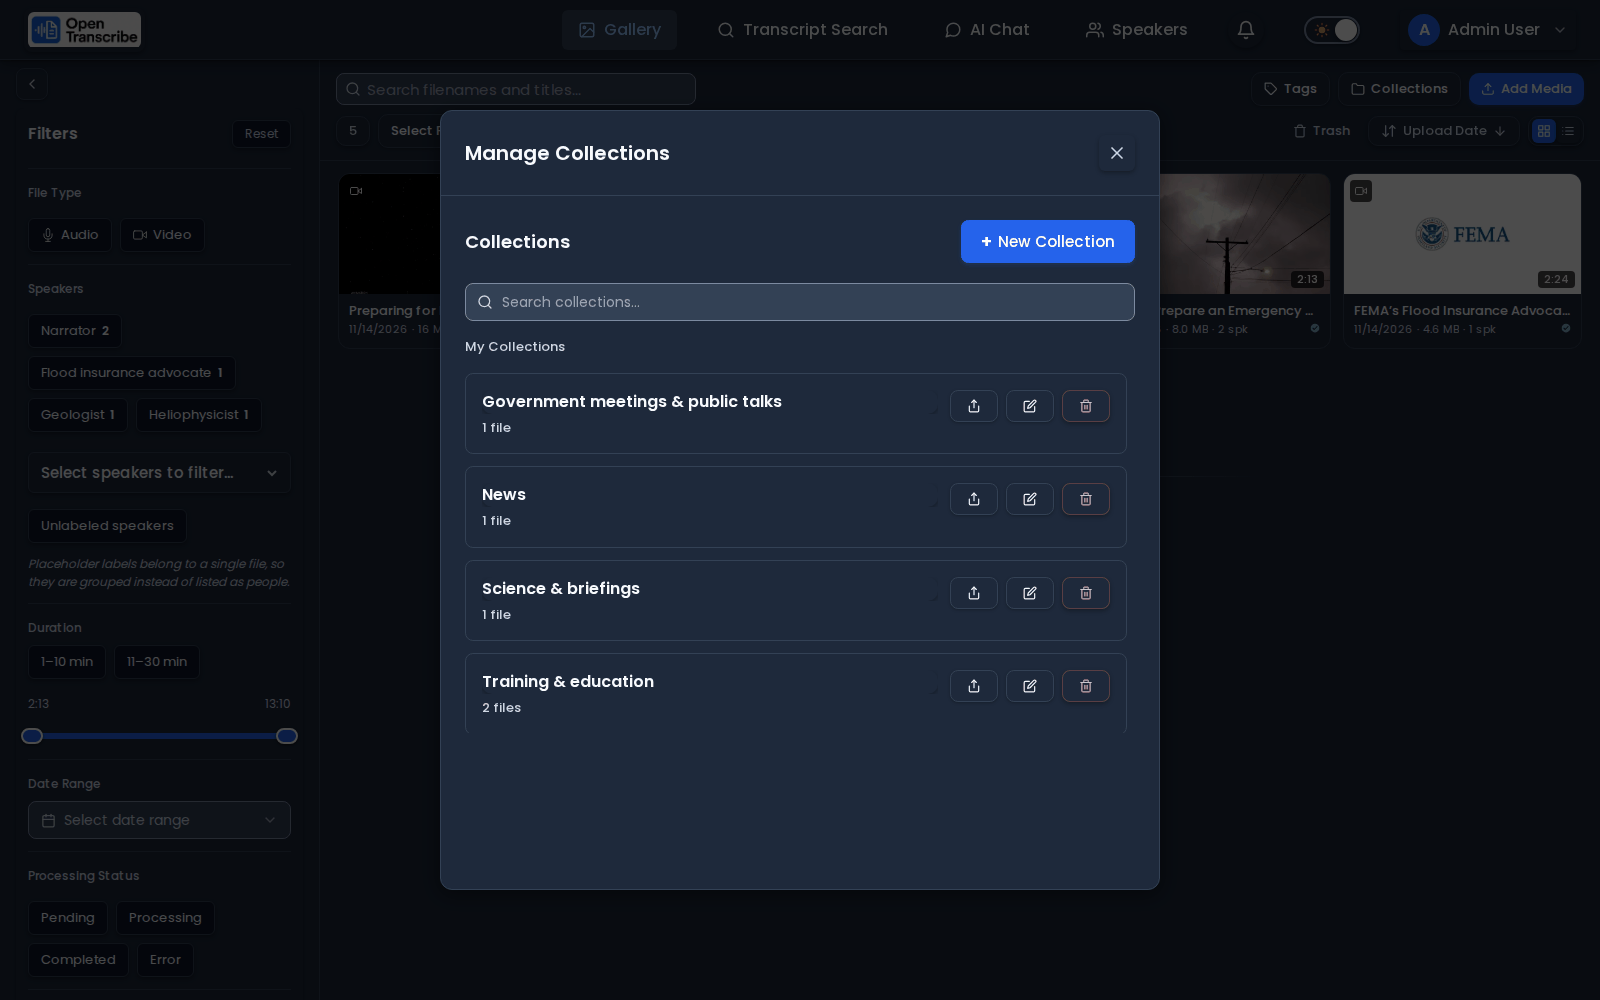 Open
Transcribe
Gallery
Transcript Search
AI Chat
Speakers
A
Admin User
Search filenames and titles...
Tags
Collections
Add Media
Filters
Reset
5
Select
Trash
Upload Date
File Type
Audio
Video
Speakers
Narrator 2
Flood insurance advocate 1
Geologist 1
Heliophysicist 1
Select speakers to filter...
Unlabeled speakers
Placeholder labels belong to a single file, so
they are grouped instead of listed as people.
Duration
1–10 min
11–30 min
2:13
13:10
Date Range
Select date range
Processing Status
Pending
Processing
Completed
Error
Preparing for
11/14/2026 · 16 M
2:13
repare an Emergency ...
· 8.0 MB · 2 spk
FEMA
2:24
FEMA's Flood Insurance Advoca...
11/14/2026 · 4.6 MB · 1 spk
Manage Collections
Collections
+ New Collection
Search collections...
My Collections
Government meetings & public talks
1 file
News
1 file
Science & briefings
1 file
Training & education
2 files